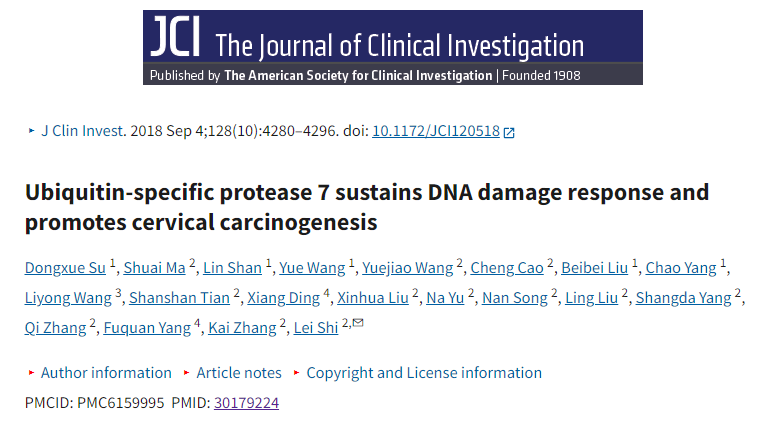 JCI The Journal of Clinical Investigation
Published by The American Society for Clinical Investigation | Founded 1908
‣ J Clin Invest. 2018 Sep 4;128(10):4280–4296. doi: 10.1172/JCI120518
Ubiquitin-specific protease 7 sustains DNA damage response and
promotes cervical carcinogenesis
Dongxue Su 1, Shuai Ma 2, Lin Shan 1, Yue Wang 1, Yuejiao Wang 2, Cheng Cao 2, Beibei Liu 1, Chao Yang 1,
Liyong Wang 3, Shanshan Tian 2, Xiang Ding 4, Xinhua Liu 2, Na Yu 2, Nan Song 2, Ling Liu 2, Shangda Yang 2,
Qi Zhang 2, Fuquan Yang 4, Kai Zhang 2, Lei Shi 2,✉
‣ Author information ‣ Article notes ‣ Copyright and License information
PMCID: PMC6159995 PMID: 30179224